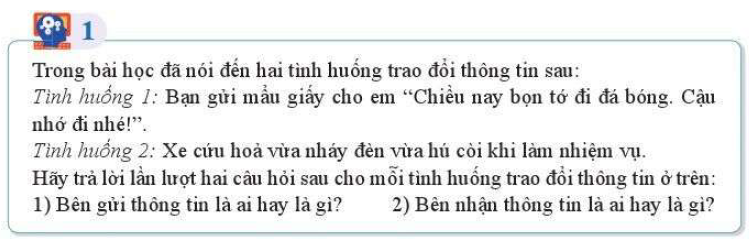 1
Trong bài học đã nói đến hai tình huống trao đổi thông tin sau:
Tình huống 1: Bạn gửi mẩu giấy cho em “Chiều nay bọn tớ đi đá bóng. Cậu
nhớ đi nhé!”.
Tình huống 2: Xe cứu hoả vừa nháy đèn vừa hú còi khi làm nhiệm vụ.
Hãy trả lời lần lượt hai câu hỏi sau cho mỗi tình huống trao đổi thông tin ở trên:
1) Bên gửi thông tin là ai hay là gì? 2) Bên nhận thông tin là ai hay là gì?